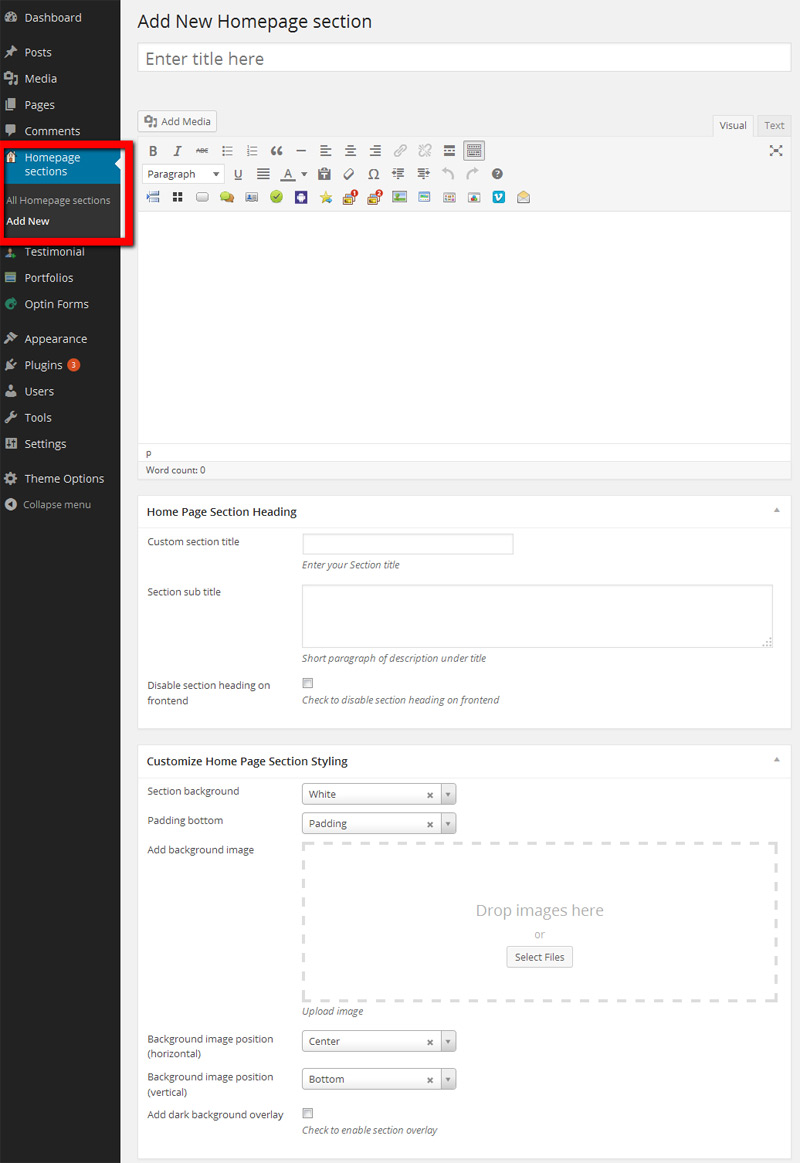 Dashboard
Posts
Media
Pages
Comments
Homepage
sections
All Homepage sections
Add New
Testimonial
Portfolios
Optin Forms
Appearance
Plugins 3
Users
Tools
Settings
Theme Options
Collapse menu
Add New Homepage section
Enter title here
Add Media
Visual Text
B I ABC
Paragraph U A Ω ?
1 2
p
Word count: 0
Home Page Section Heading
Custom section title
Enter your Section title
Section sub title
Short paragraph of description under title
Disable section heading on
frontend
Check to disable section heading on frontend
Customize Home Page Section Styling
Section background White
Padding bottom Padding
Add background image
Drop images here
or
Select Files
Upload image
Background image position
(horizontal)
Center
Background image position
(vertical)
Bottom
Add dark background overlay
Check to enable section overlay